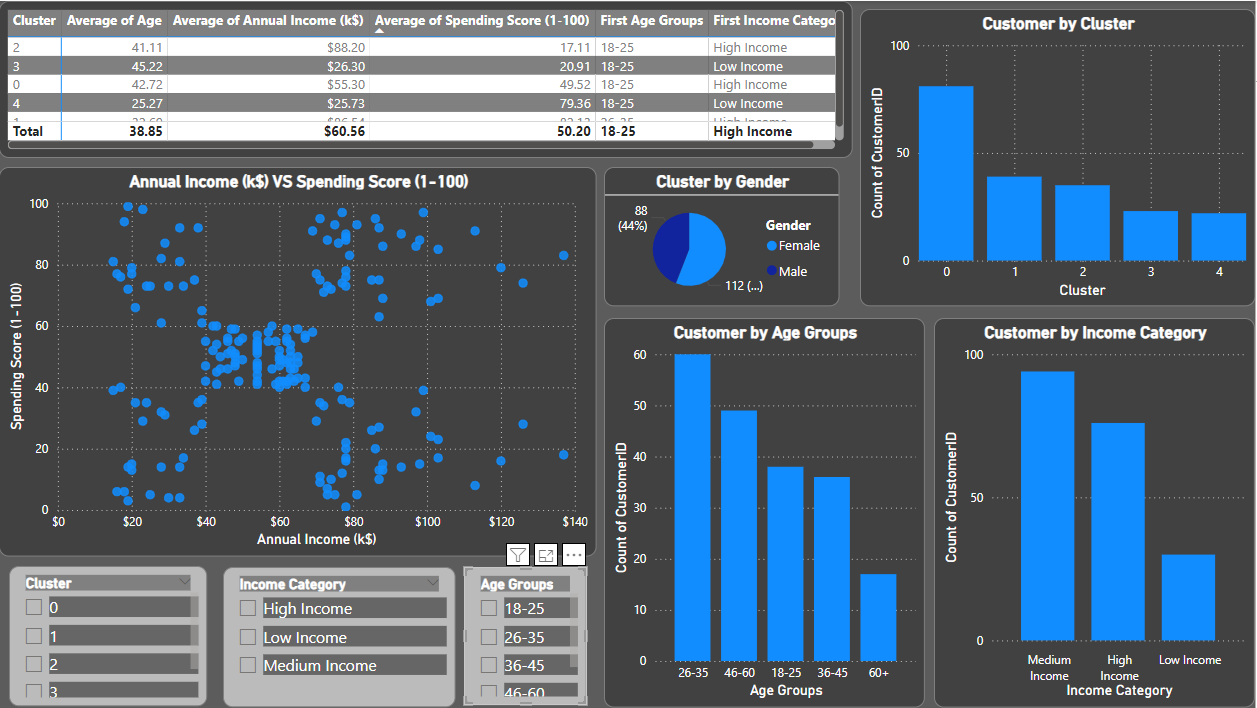 Cluster Average of Age Average of Annual Income (k$) Average of Spending Score (1-100) First Age Groups First Income Catego
2 41.11 $88.20 17.11 18-25 High Income
3 45.22 $26.30 20.91 18-25 Low Income
0 42.72 $55.30 49.52 18-25 High Income
4 25.27 $25.73 79.36 18-25 Low Income
Total 38.85 $60.56 50.20 18-25 High Income
Customer by Cluster
100
50
0
Count of CustomerID
0 1 2 3 4
Cluster
Annual Income (k$) VS Spending Score (1-100)
100
80
60
40
20
0
Spending Score (1-100)
$0 $20 $40 $60 $80 $100 $120 $140
Annual Income (k$)
Cluster by Gender
88
(44%)
112 (...)
Gender
Female
Male
Customer by Age Groups
60
50
40
30
20
10
0
Count of CustomerID
26-35 46-60 18-25 36-45 60+
Age Groups
Customer by Income Category
100
50
0
Count of CustomerID
Medium Income
High Income
Low Income
Income Category
Cluster
0
1
2
3
Income Category
High Income
Low Income
Medium Income
Age Groups
18-25
26-35
36-45
46-60